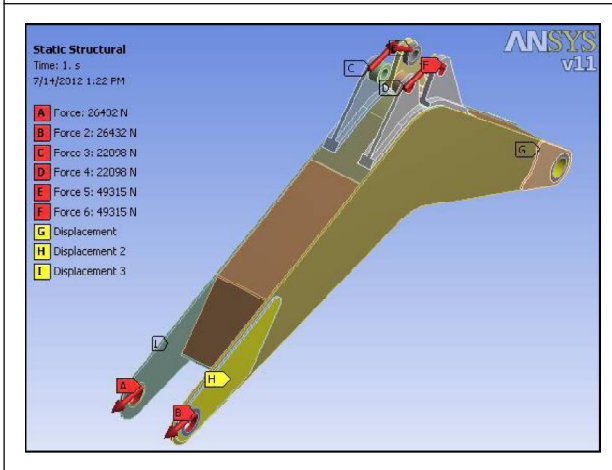 Static Structural
Time: 1. s
7/14/2012 1:22 PM
A Force: 26432 N
B Force 2: 26432 N
C Force 3: 22098 N
D Force 4: 22098 N
E Force 5: 49315 N
F Force 6: 49315 N
G Displacement
H Displacement 2
I Displacement 3
ANSYS
v11
C
E
F
D
G
I
H
A
B